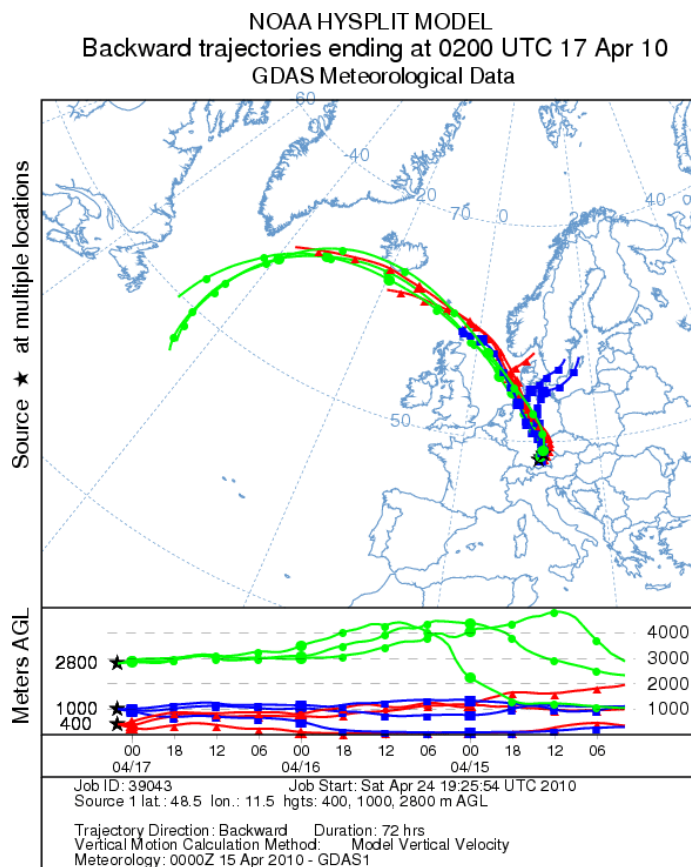 NOAA HYSPLIT MODEL
Backward trajectories ending at 0200 UTC 17 Apr 10
GDAS Meteorological Data
Source ★ at multiple locations
60
-40
-20
70
0
20
40
50
Meters AGL
2800
1000
400
4000
3000
2000
1000
00 18 12 06 00 18 12 06 00 18 12 06
04/17 04/16 04/15
Job ID: 39043 Job Start: Sat Apr 24 19:25:54 UTC 2010
Source 1 lat.: 48.5 lon.: 11.5 hgts: 400, 1000, 2800 m AGL
Trajectory Direction: Backward Duration: 72 hrs
Vertical Motion Calculation Method: Model Vertical Velocity
Meteorology: 0000Z 15 Apr 2010 - GDAS1